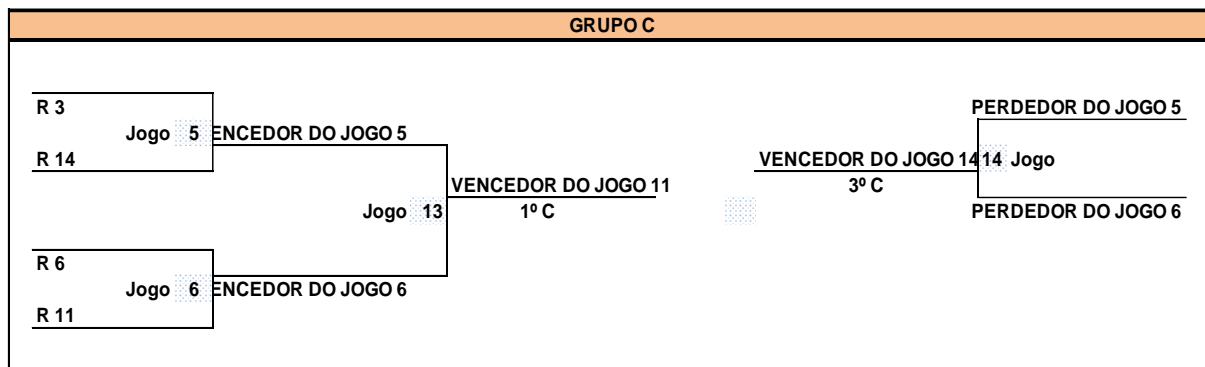 GRUPO C
R 3
PERDEDOR DO JOGO 5
Jogo 5 ENCEDOR DO JOGO 5
R 14
VENCEDOR DO JOGO 14 14 Jogo
VENCEDOR DO JOGO 11
3º C
Jogo 13
1º C
PERDEDOR DO JOGO 6
R 6
Jogo 6 ENCEDOR DO JOGO 6
R 11